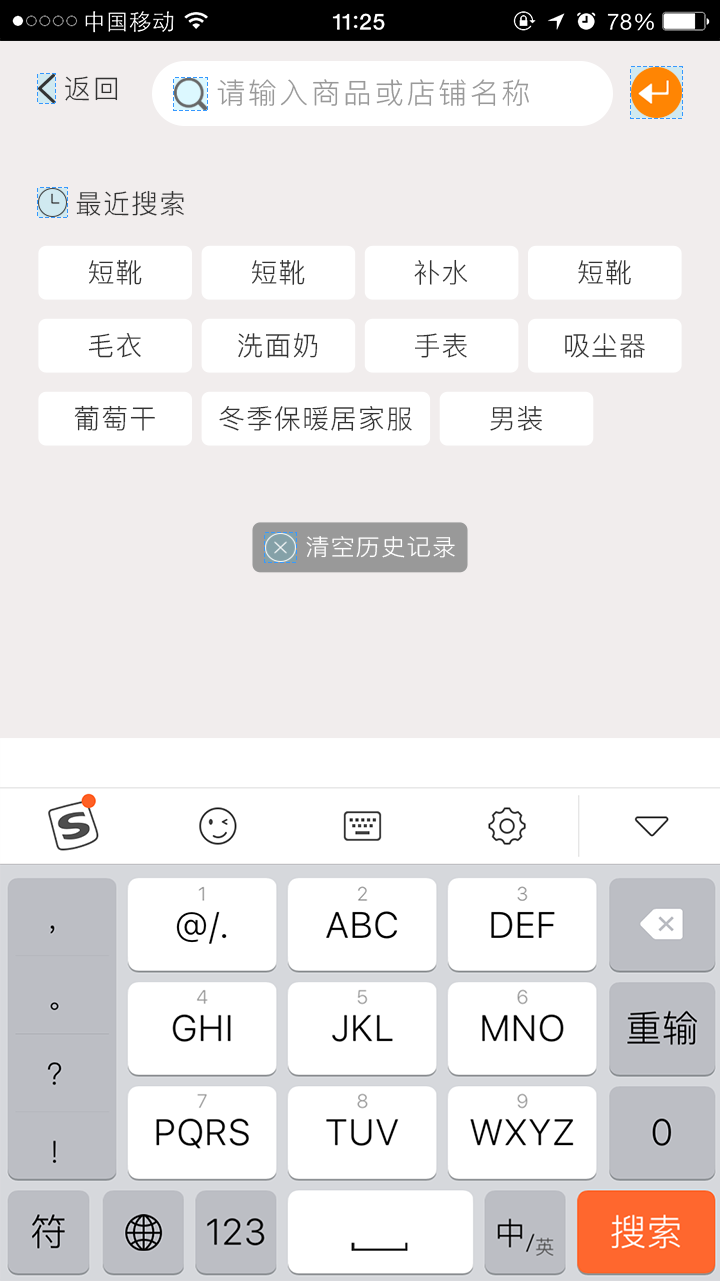 中国移动 11:25 78%
返回 请输入商品或店铺名称
最近搜索
短靴 短靴 补水 短靴
毛衣 洗面奶 手表 吸尘器
葡萄干 冬季保暖居家服 男装
清空历史记录
S
, 1 @/. 2 ABC 3 DEF
。 4 GHI 5 JKL 6 MNO 重输
?
7 PQRS 8 TUV 9 WXYZ 0
!
符 123 中/英 搜索